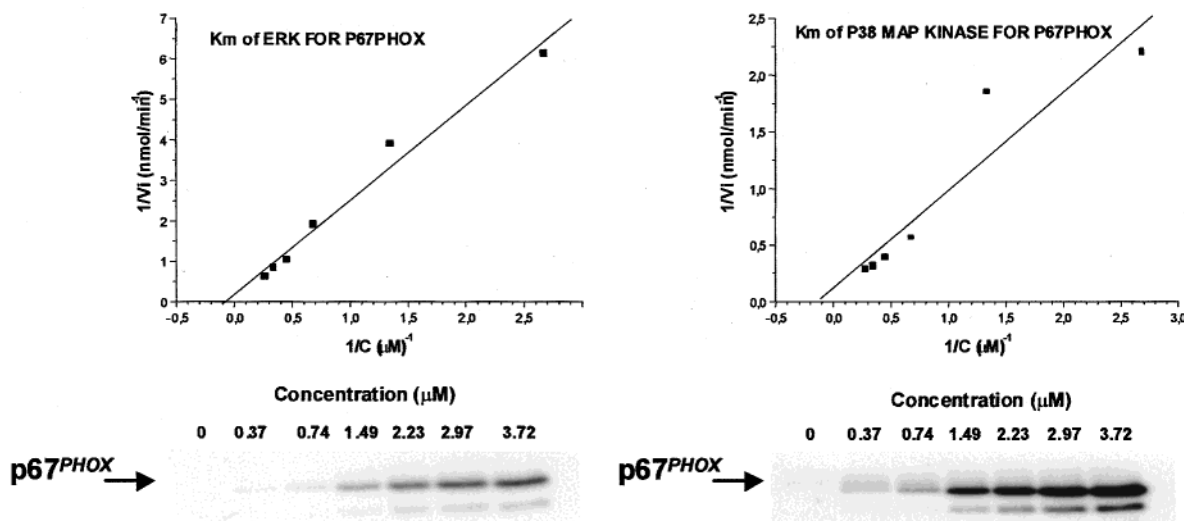 Km of ERK FOR P67PHOX
7
6
5
4
3
2
1
0
1/Vi (nmol/min)⁻¹
-0,5 0,0 0,5 1,0 1,5 2,0 2,5
1/C (µM)⁻¹
Concentration (µM)
0 0.37 0.74 1.49 2.23 2.97 3.72
p67PHOX
Km of P38 MAP KINASE FOR P67PHOX
2,5
2,0
1,5
1,0
0,5
0,0
1/Vi (nmol/min)⁻¹
-0,5 0,0 0,5 1,0 1,5 2,0 2,5 3,0
1/C (µM)⁻¹
Concentration (µM)
0 0.37 0.74 1.49 2.23 2.97 3.72
p67PHOX